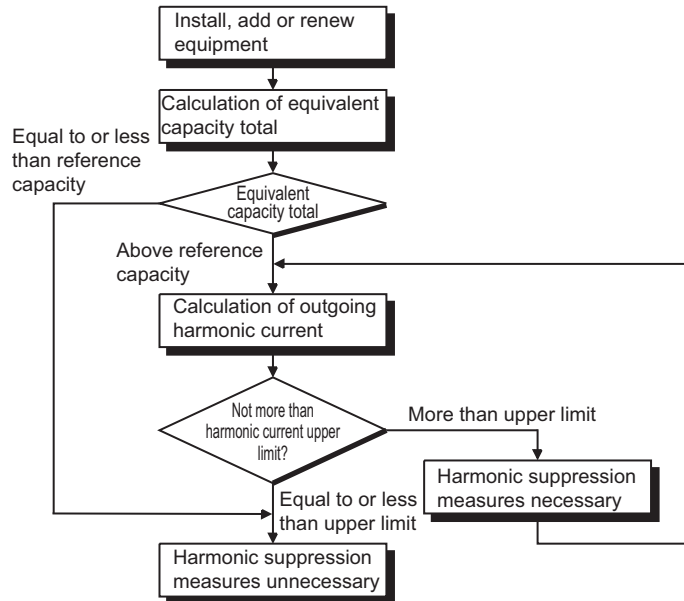 Install, add or renew
equipment
Calculation of equivalent
capacity total
Equal to or less
than reference
capacity
Equivalent
capacity total
Above reference
capacity
Calculation of outgoing
harmonic current
Not more than
harmonic current upper
limit?
More than upper limit
Harmonic suppression
measures necessary
Equal to or less
than upper limit
Harmonic suppression
measures unnecessary